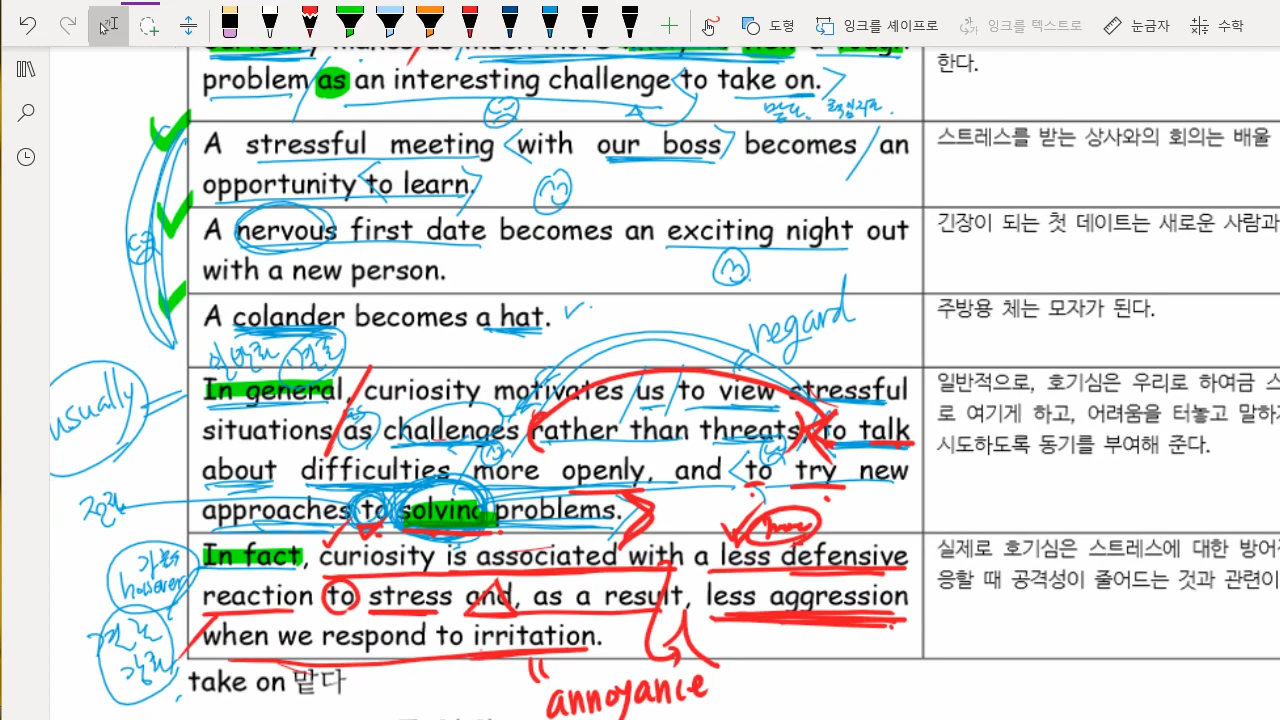 도형
잉크를 셰이프로
잉크를 텍스트로
눈금자
수학
problem as an interesting challenge to take on.
한다.
맡다.
A stressful meeting with our boss becomes an
opportunity to learn.
스트레스를 받는 상사와의 회의는 배울
A nervous first date becomes an exciting night out
with a new person.
긴장이 되는 첫 데이트는 새로운 사람과
A colander becomes a hat.
주방용 체는 모자가 된다.
regard
usually
In general, curiosity motivates us to view stressful
situations as challenges rather than threats, to talk
about difficulties more openly, and to try new
approaches to solving problems.
일반적으로, 호기심은 우리로 하여금 스
로 여기게 하고, 어려움을 터놓고 말하
시도하도록 동기를 부여해 준다.
more
In fact, curiosity is associated with a less defensive
reaction to stress and, as a result, less aggression
when we respond to irritation.
실제로 호기심은 스트레스에 대한 방어
응할 때 공격성이 줄어드는 것과 관련이
however
take on 맡다
annoyance